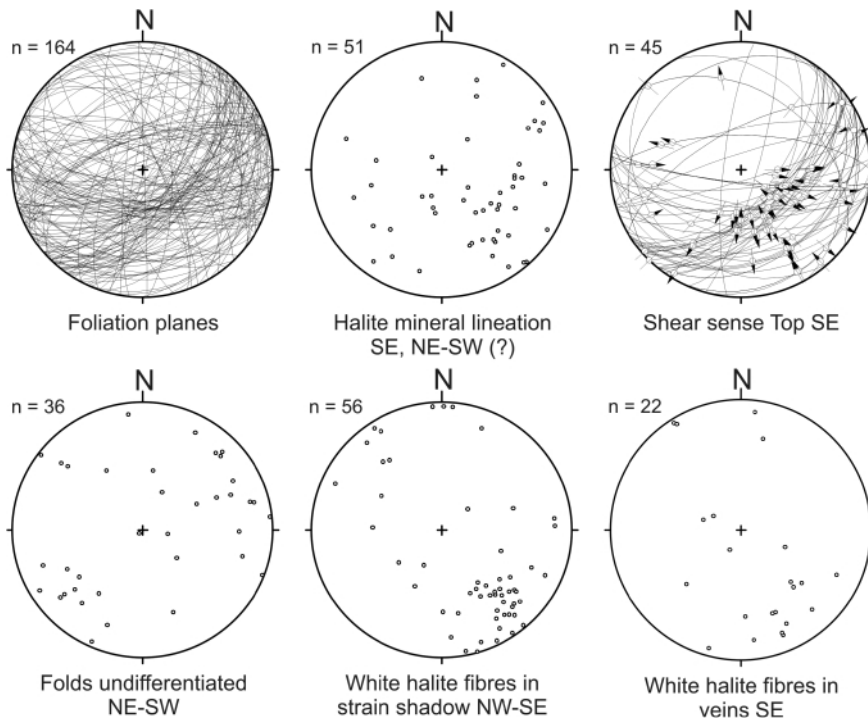 N
n = 164
Foliation planes
N
n = 51
Halite mineral lineation
SE, NE-SW (?)
N
n = 45
Shear sense Top SE
N
n = 36
Folds undifferentiated
NE-SW
N
n = 56
White halite fibres in
strain shadow NW-SE
N
n = 22
White halite fibres in
veins SE